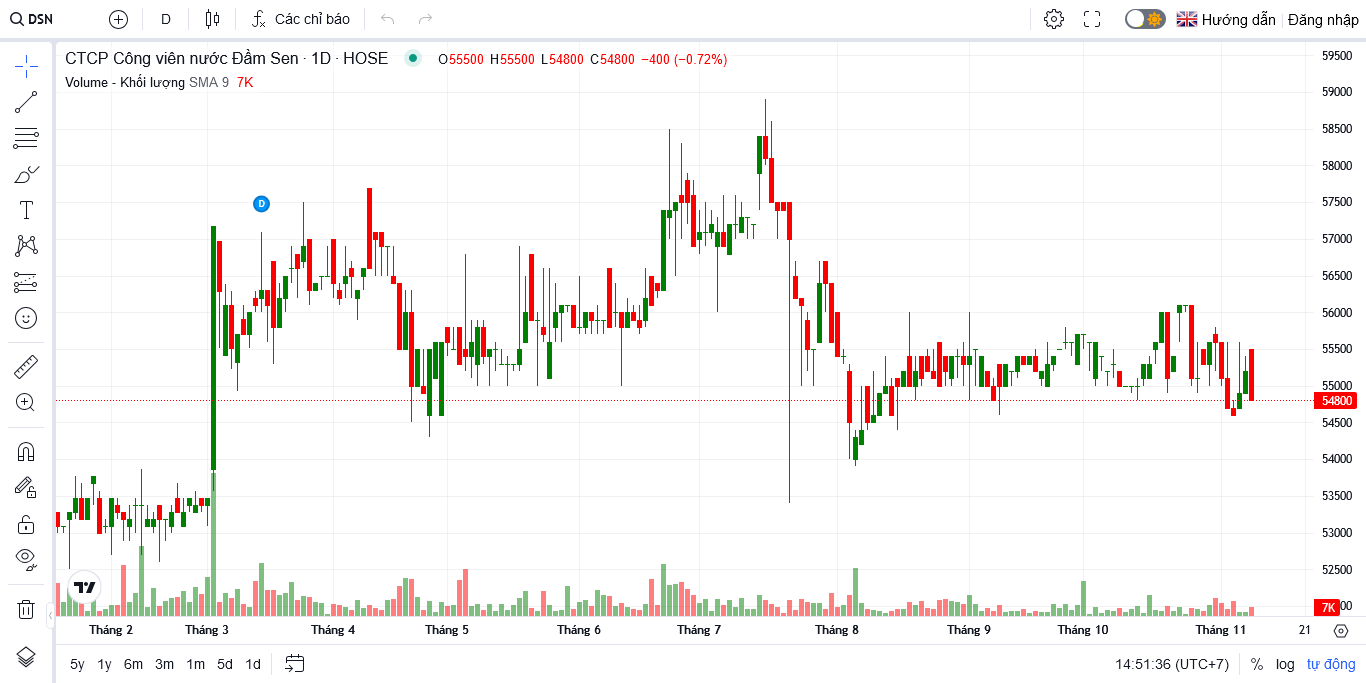 DSN D Các chỉ báo Hướng dẫn Đăng nhập
CTCP Công viên nước Đầm Sen · 1D · HOSE O55500 H55500 L54800 C54800 −400 (−0.72%)
Volume - Khối lượng SMA 9 7K
D
59500
59000
58500
58000
57500
57000
56500
56000
55500
55000
54800
54500
54000
53500
53000
52500
7K
Tháng 2 Tháng 3 Tháng 4 Tháng 5 Tháng 6 Tháng 7 Tháng 8 Tháng 9 Tháng 10 Tháng 11 21
5y 1y 6m 3m 1m 5d 1d 14:51:36 (UTC+7) % log tự động